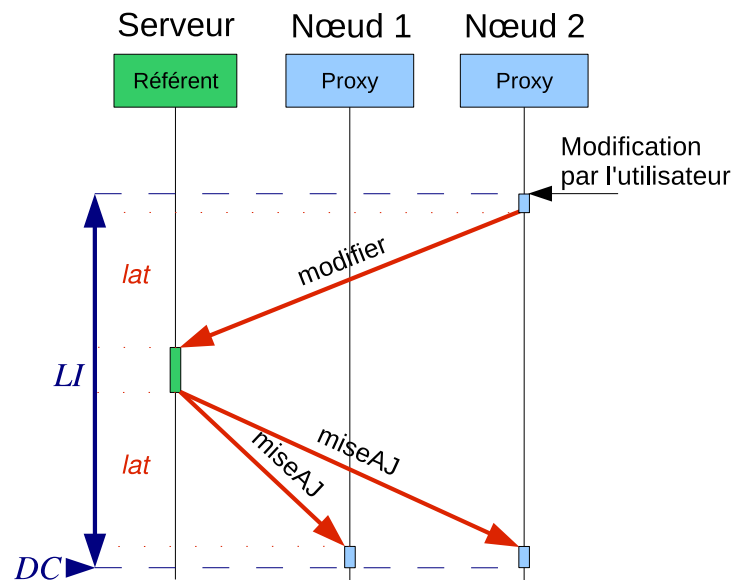 Serveur
Nœud 1
Nœud 2
Référent
Proxy
Proxy
Modification
par l'utilisateur
modifier
lat
LI
miseAJ
miseAJ
lat
DC